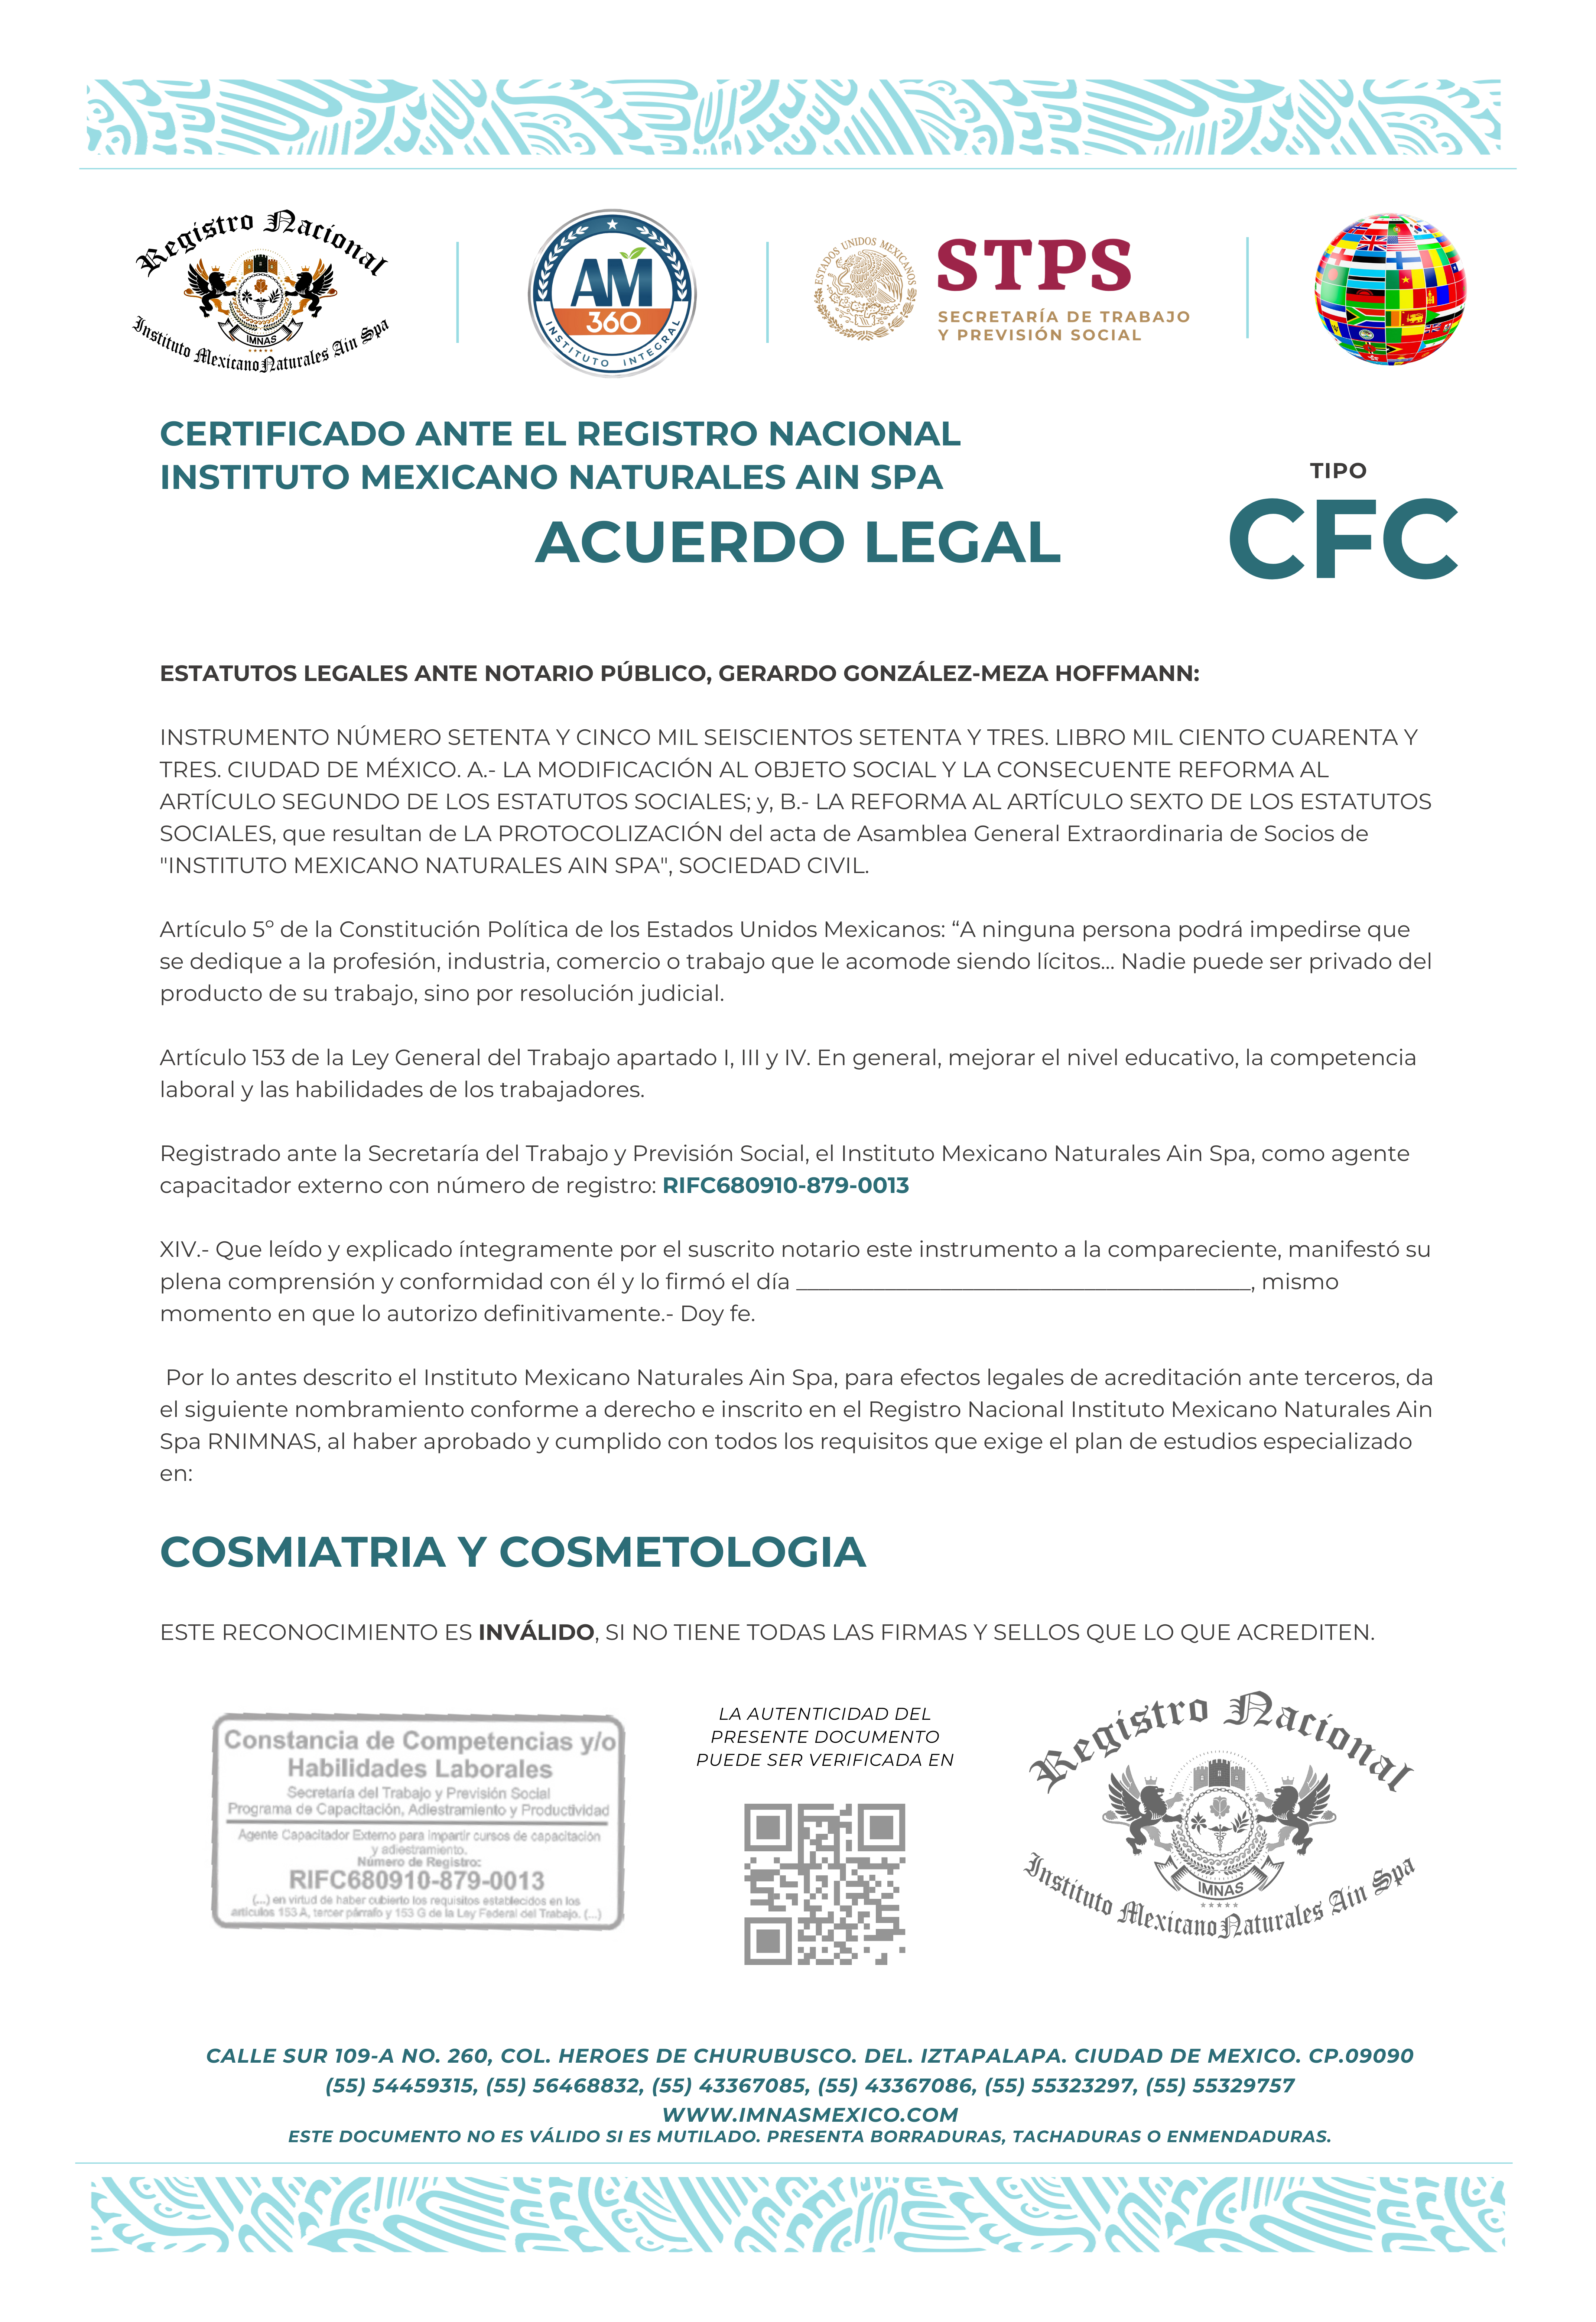 Registro Nacional
IMNAS
Instituto Mexicano Naturales Ain Spa
AM
360
INSTITUTO INTEGRAL
ESTADOS UNIDOS MEXICANOS
STPS
SECRETARÍA DE TRABAJO
Y PREVISIÓN SOCIAL
CERTIFICADO ANTE EL REGISTRO NACIONAL
INSTITUTO MEXICANO NATURALES AIN SPA
ACUERDO LEGAL
TIPO
CFC
ESTATUTOS LEGALES ANTE NOTARIO PÚBLICO, GERARDO GONZÁLEZ-MEZA HOFFMANN:
INSTRUMENTO NÚMERO SETENTA Y CINCO MIL SEISCIENTOS SETENTA Y TRES. LIBRO MIL CIENTO CUARENTA Y
TRES. CIUDAD DE MÉXICO. A.- LA MODIFICACIÓN AL OBJETO SOCIAL Y LA CONSECUENTE REFORMA AL
ARTÍCULO SEGUNDO DE LOS ESTATUTOS SOCIALES; y, B.- LA REFORMA AL ARTÍCULO SEXTO DE LOS ESTATUTOS
SOCIALES, que resultan de LA PROTOCOLIZACIÓN del acta de Asamblea General Extraordinaria de Socios de
"INSTITUTO MEXICANO NATURALES AIN SPA", SOCIEDAD CIVIL.
Artículo 5º de la Constitución Política de los Estados Unidos Mexicanos: “A ninguna persona podrá impedirse que
se dedique a la profesión, industria, comercio o trabajo que le acomode siendo lícitos... Nadie puede ser privado del
producto de su trabajo, sino por resolución judicial.
Artículo 153 de la Ley General del Trabajo apartado I, III y IV. En general, mejorar el nivel educativo, la competencia
laboral y las habilidades de los trabajadores.
Registrado ante la Secretaría del Trabajo y Previsión Social, el Instituto Mexicano Naturales Ain Spa, como agente
capacitador externo con número de registro: RIFC680910-879-0013
XIV.- Que leído y explicado íntegramente por el suscrito notario este instrumento a la compareciente, manifestó su
plena comprensión y conformidad con él y lo firmó el día ______________________________________, mismo
momento en que lo autorizo definitivamente.- Doy fe.
Por lo antes descrito el Instituto Mexicano Naturales Ain Spa, para efectos legales de acreditación ante terceros, da
el siguiente nombramiento conforme a derecho e inscrito en el Registro Nacional Instituto Mexicano Naturales Ain
Spa RNIMNAS, al haber aprobado y cumplido con todos los requisitos que exige el plan de estudios especializado
en:
COSMIATRIA Y COSMETOLOGIA
ESTE RECONOCIMIENTO ES INVÁLIDO, SI NO TIENE TODAS LAS FIRMAS Y SELLOS QUE LO QUE ACREDITEN.
Constancia de Competencias y/o
Habilidades Laborales
Secretaría del Trabajo y Previsión Social
Programa de Capacitación, Adiestramiento y Productividad
Agente Capacitador Externo para impartir cursos de capacitación
y adiestramiento.
Número de Registro:
RIFC680910-879-0013
(...) en virtud de haber cubierto los requisitos establecidos en los
artículos 153 A, tercer párrafo y 153 G de la Ley Federal del Trabajo. (...)
LA AUTENTICIDAD DEL
PRESENTE DOCUMENTO
PUEDE SER VERIFICADA EN
Registro Nacional
IMNAS
Instituto Mexicano Naturales Ain Spa
CALLE SUR 109-A NO. 260, COL. HEROES DE CHURUBUSCO. DEL. IZTAPALAPA. CIUDAD DE MEXICO. CP.09090
(55) 54459315, (55) 56468832, (55) 43367085, (55) 43367086, (55) 55323297, (55) 55329757
WWW.IMNASMEXICO.COM
ESTE DOCUMENTO NO ES VÁLIDO SI ES MUTILADO. PRESENTA BORRADURAS, TACHADURAS O ENMENDADURAS.